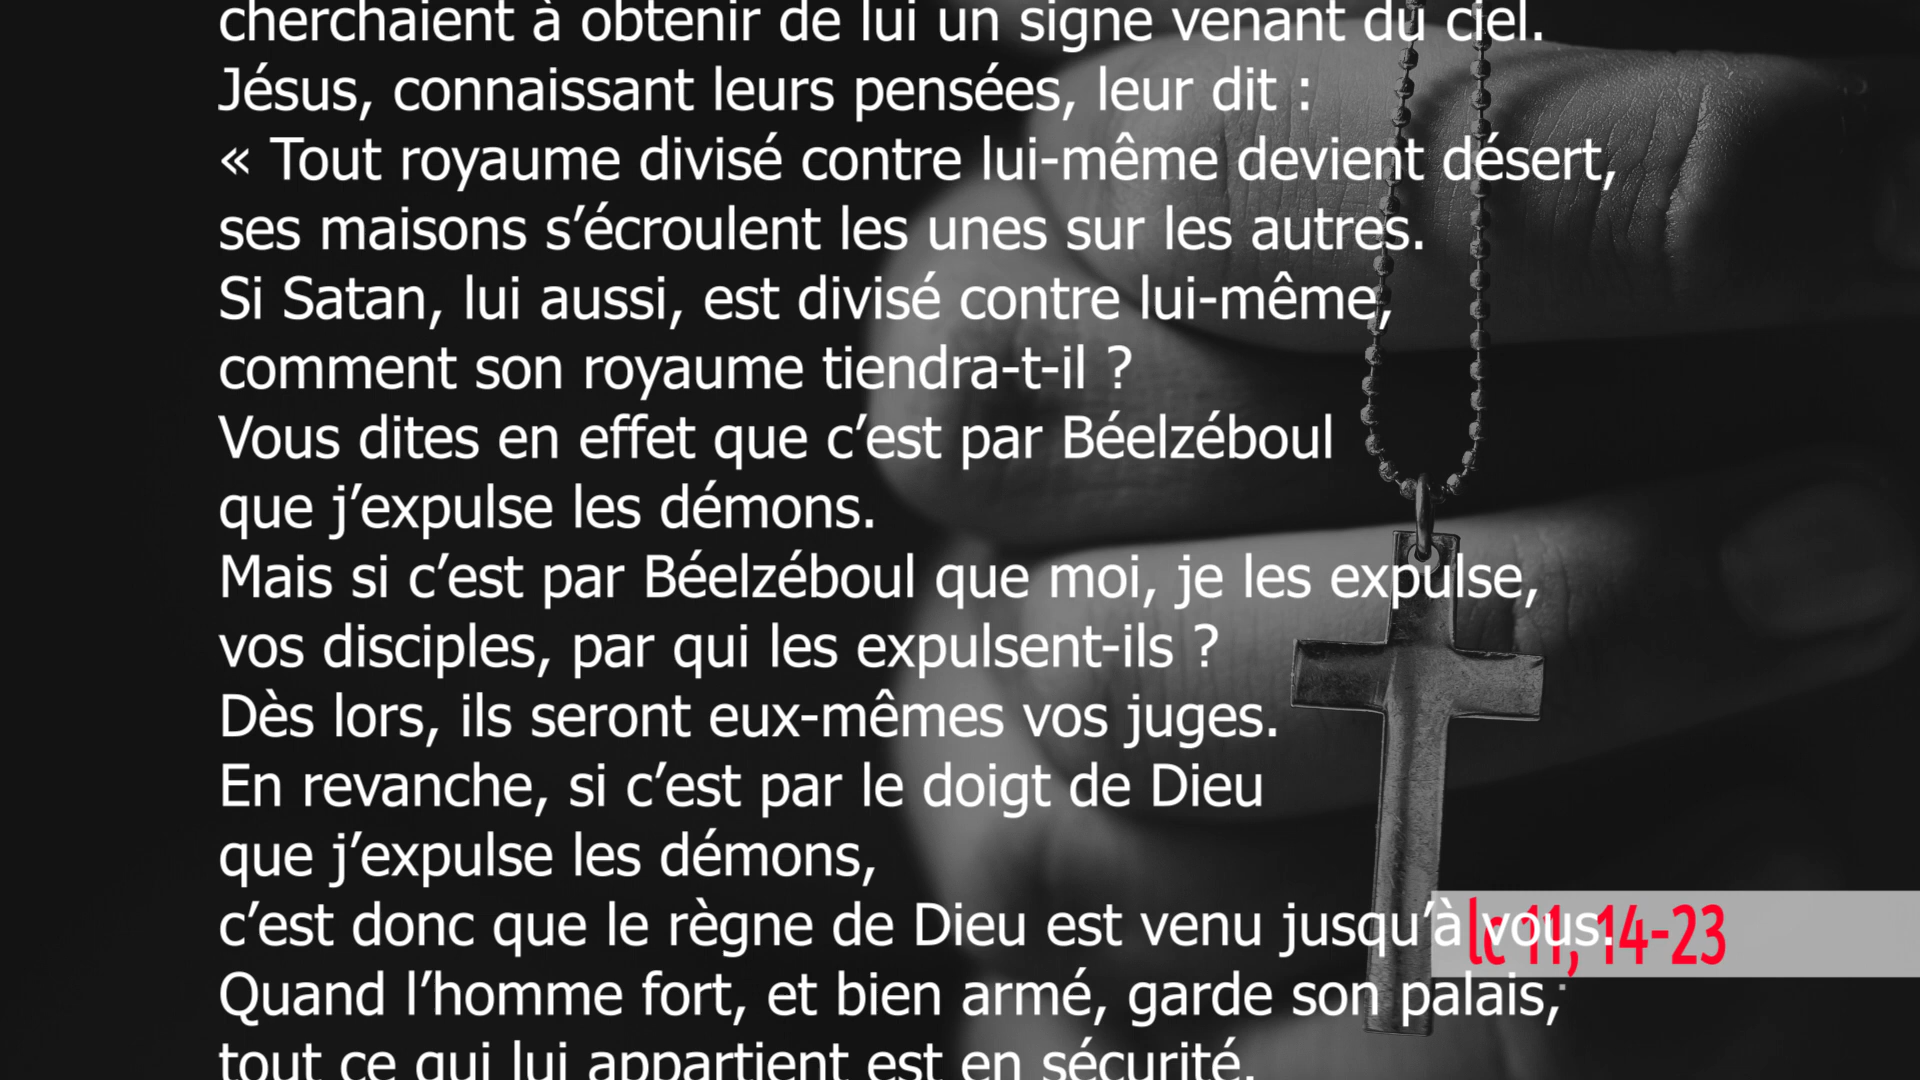 cherchaient à obtenir de lui un signe venant du ciel.
Jésus, connaissant leurs pensées, leur dit :
« Tout royaume divisé contre lui-même devient désert,
ses maisons s’écroulent les unes sur les autres.
Si Satan, lui aussi, est divisé contre lui-même,
comment son royaume tiendra-t-il ?
Vous dites en effet que c’est par Béelzéboul
que j’expulse les démons.
Mais si c’est par Béelzéboul que moi, je les expulse,
vos disciples, par qui les expulsent-ils ?
Dès lors, ils seront eux-mêmes vos juges.
En revanche, si c’est par le doigt de Dieu
que j’expulse les démons,
c’est donc que le règne de Dieu est venu jusqu’à vous.
lc 11, 14-23
Quand l’homme fort, et bien armé, garde son palais,
tout ce qui lui appartient est en sécurité.